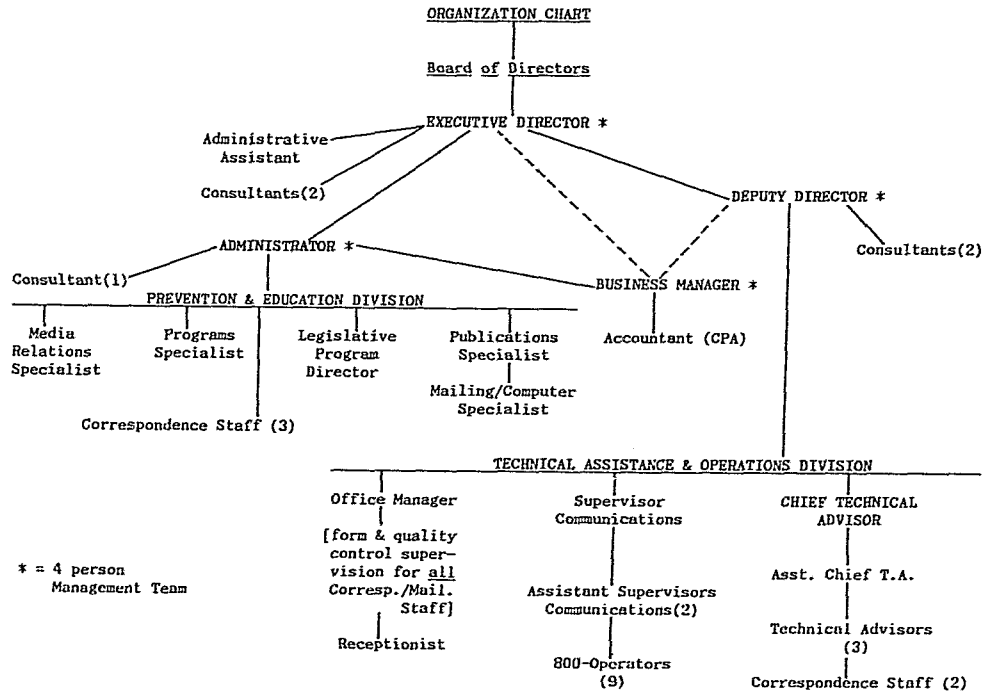 ORGANIZATION CHART
Board of Directors
EXECUTIVE DIRECTOR *
Administrative
Assistant
Consultants(2)
DEPUTY DIRECTOR *
Consultants(2)
ADMINISTRATOR *
Consultant(1)
BUSINESS MANAGER *
Accountant (CPA)
PREVENTION & EDUCATION DIVISION
Media
Relations
Specialist
Programs
Specialist
Legislative
Program
Director
Publications
Specialist
Mailing/Computer
Specialist
Correspondence Staff (3)
TECHNICAL ASSISTANCE & OPERATIONS DIVISION
Office Manager
[form & quality
control super-
vision for all
Corresp./Mail.
Staff]
Receptionist
Supervisor
Communications
Assistant Supervisors
Communications(2)
800-Operators
(9)
CHIEF TECHNICAL
ADVISOR
Asst. Chief T.A.
Technical Advisors
(3)
Correspondence Staff (2)
* = 4 person
Management Team